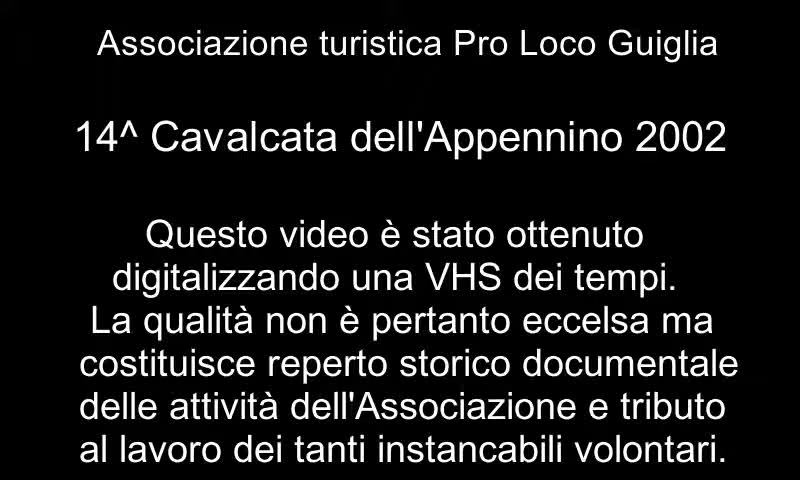 Associazione turistica Pro Loco Guiglia
14^ Cavalcata dell'Appennino 2002
Questo video è stato ottenuto
digitalizzando una VHS dei tempi.
La qualità non è pertanto eccelsa ma
costituisce reperto storico documentale
delle attività dell'Associazione e tributo
al lavoro dei tanti instancabili volontari.